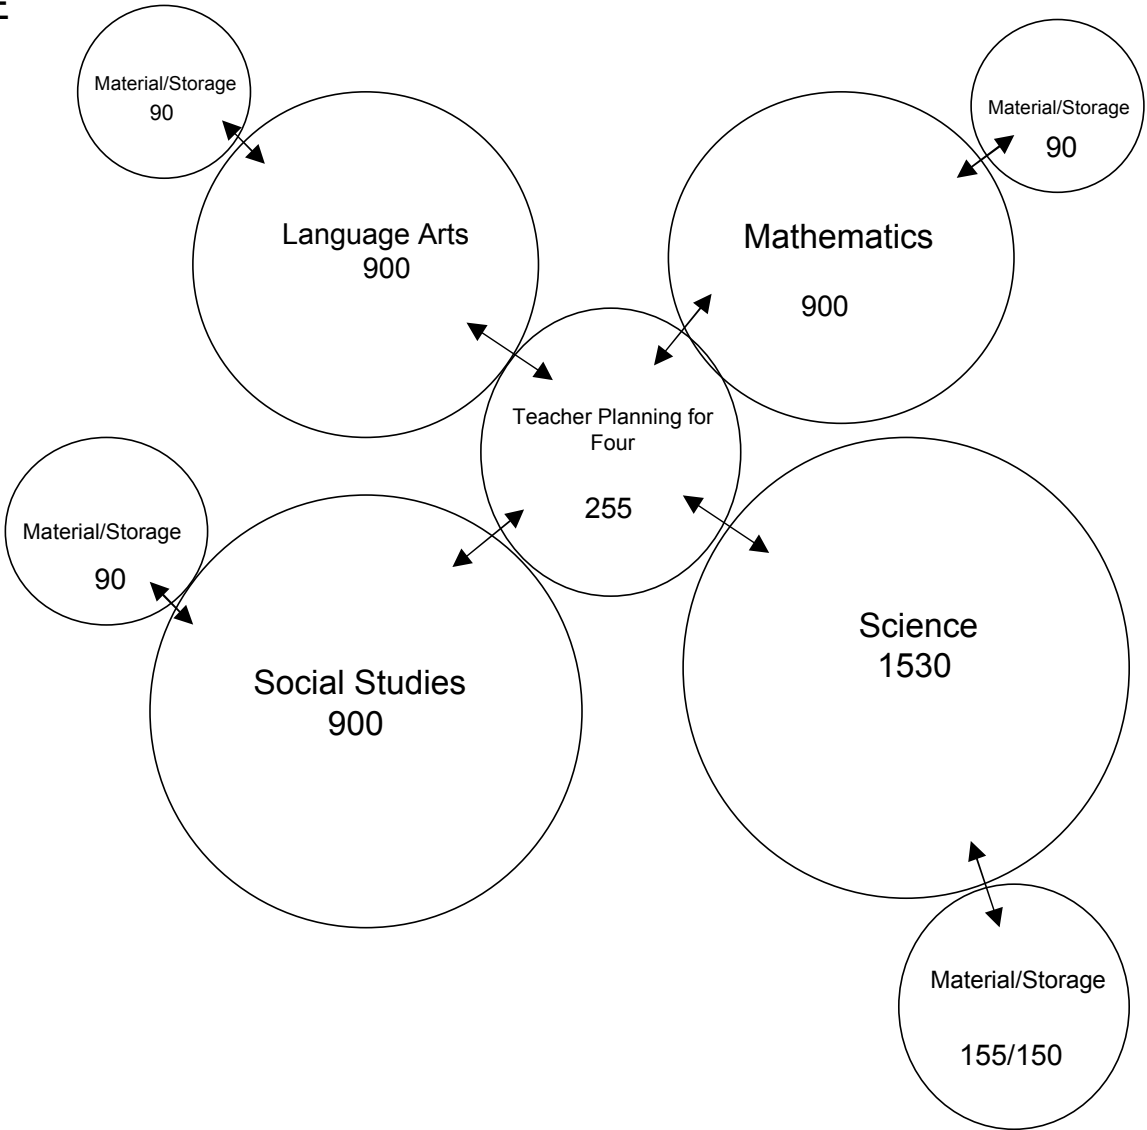 Material/Storage
90
Material/Storage
90
Language Arts
900
Mathematics
900
Teacher Planning for
Four
255
Material/Storage
90
Social Studies
900
Science
1530
Material/Storage
155/150